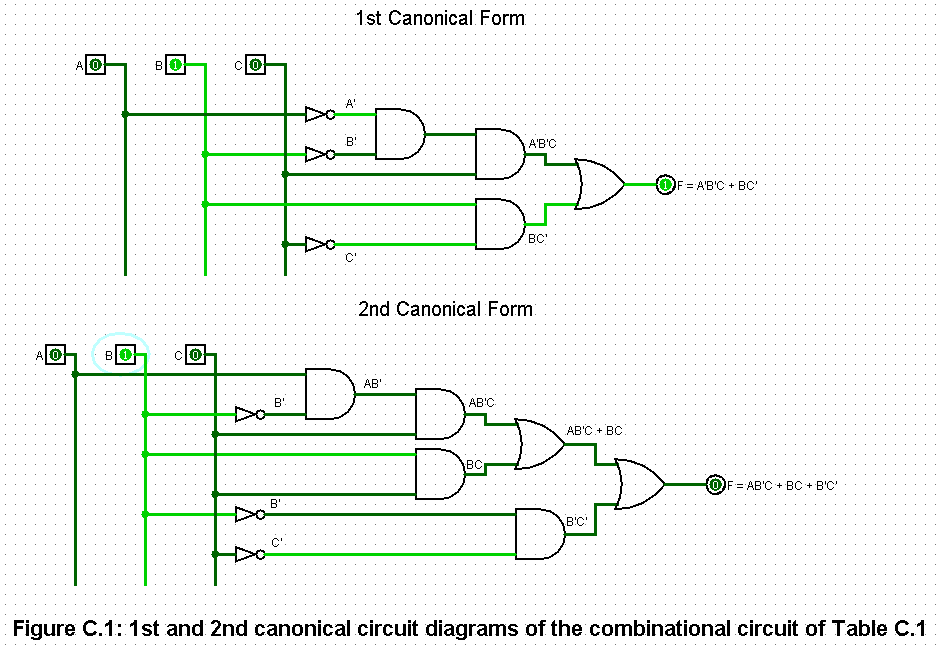 1st Canonical Form
A 0 B 1 C 0
A'
B'
A'B'C
1 F = A'B'C + BC'
BC'
C'
2nd Canonical Form
A 0 B 1 C 0
AB'
B'
AB'C
AB'C + BC
BC
0 F = AB'C + BC + B'C'
B'
B'C'
C'
Figure C.1: 1st and 2nd canonical circuit diagrams of the combinational circuit of Table C.1